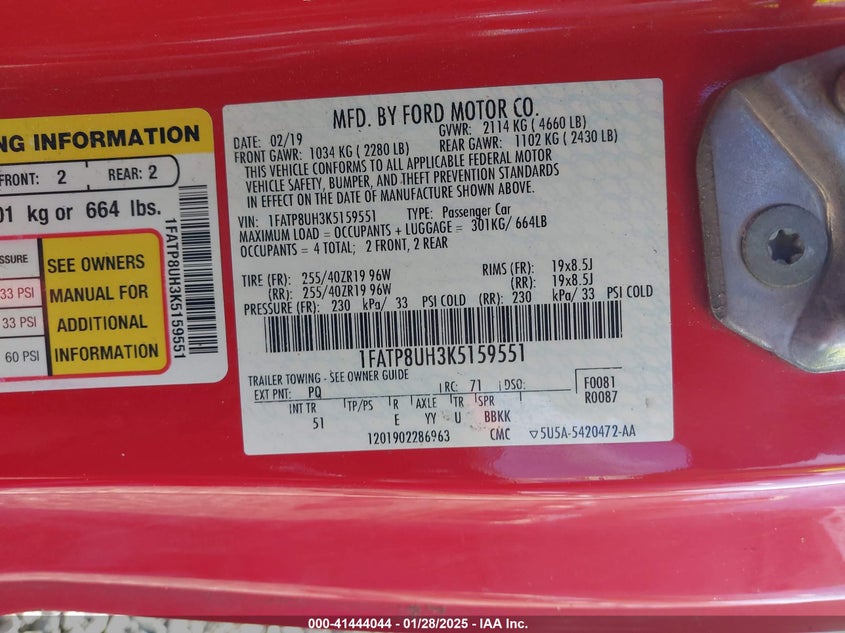 NG INFORMATION
FRONT: 2 REAR: 2
01 kg or 664 lbs.
SSURE
33 PSI
33 PSI
60 PSI
SEE OWNERS
MANUAL FOR
ADDITIONAL
INFORMATION
1FATP8UH3K5159551
MFD. BY FORD MOTOR CO.
DATE: 02/19 GVWR: 2114 KG ( 4660 LB)
FRONT GAWR: 1034 KG ( 2280 LB) REAR GAWR: 1102 KG ( 2430 LB)
THIS VEHICLE CONFORMS TO ALL APPLICABLE FEDERAL MOTOR
VEHICLE SAFETY, BUMPER, AND THEFT PREVENTION STANDARDS
IN EFFECT ON THE DATE OF MANUFACTURE SHOWN ABOVE.
VIN: 1FATP8UH3K5159551 TYPE: Passenger Car
MAXIMUM LOAD = OCCUPANTS + LUGGAGE = 301KG/ 664LB
OCCUPANTS = 4 TOTAL; 2 FRONT, 2 REAR
TIRE (FR): 255/40ZR19 96W RIMS (FR): 19x8.5J
(RR): 255/40ZR19 96W (RR): 19x8.5J
PRESSURE (FR): 230 kPa/ 33 PSI COLD (RR): 230 kPa/ 33 PSI COLD
1FATP8UH3K5159551
TRAILER TOWING - SEE OWNER GUIDE
EXT PNT: PQ RC: 71 DSO: F0081
INT TR TP/PS R AXLE TR SPR R0087
51 E YY U BBKK
1201902286963 CMC ▽5U5A-5420472-AA
000-41444044 — 01/28/2025 — IAA Inc.